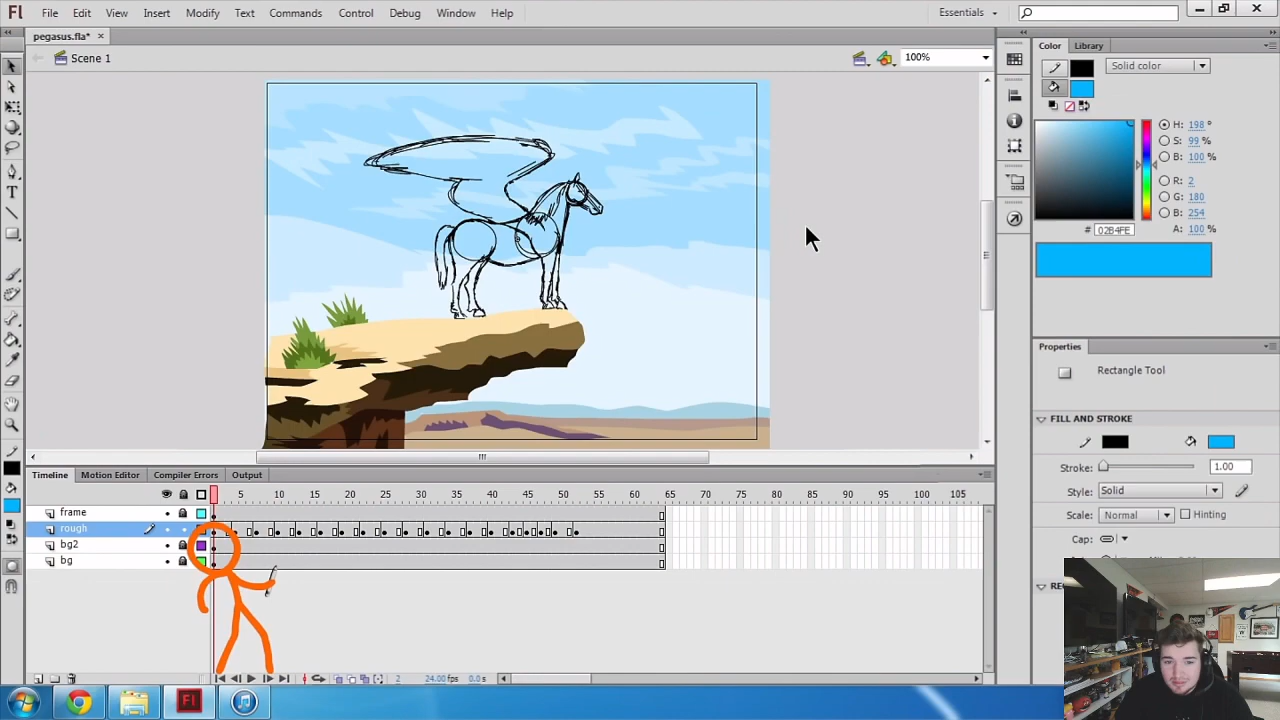 Fl File Edit View Insert Modify Text Commands Control Debug Window Help Essentials
pegasus.fla*
Scene 1 100%
Color Library
Solid color
H: 198 °
S: 99 %
B: 100 %
R: 2
G: 180
B: 254
# 02B4FE A: 100 %
Properties
Rectangle Tool
FILL AND STROKE
Stroke: 1.00
Style: Solid
Scale: Normal Hinting
Cap:
Timeline Motion Editor Compiler Errors Output
5 10 15 20 25 30 35 40 45 50 55 60 65 70 75 80 85 90 95 100 105
frame
rough
bg2
bg
2 24.00fps 0.0s
Fl